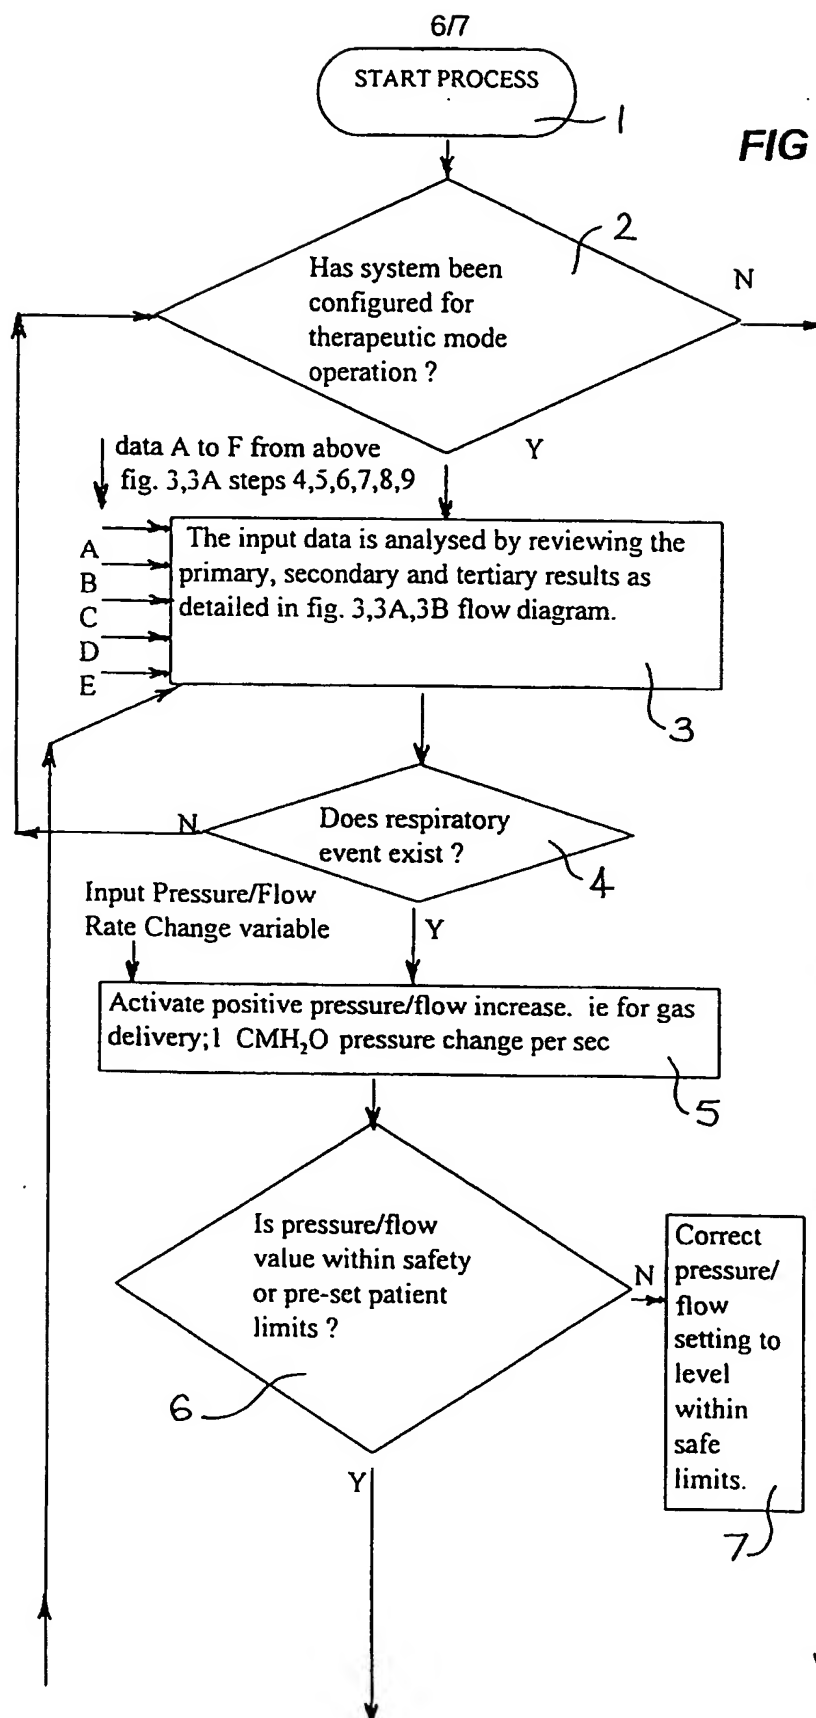 6/7
START PROCESS
1
FIG
2
Has system been
configured for
therapeutic mode
operation ?
N
Y
data A to F from above
fig. 3,3A steps 4,5,6,7,8,9
A
B
C
D
E
The input data is analysed by reviewing the
primary, secondary and tertiary results as
detailed in fig. 3,3A,3B flow diagram.
3
N
Does respiratory
event exist ?
4
Input Pressure/Flow
Rate Change variable
Y
Activate positive pressure/flow increase. ie for gas
delivery;1 CMH₂O pressure change per sec
5
Is pressure/flow
value within safety
or pre-set patient
limits ?
6
N
Y
Correct
pressure/
flow
setting to
level
within
safe
limits.
7